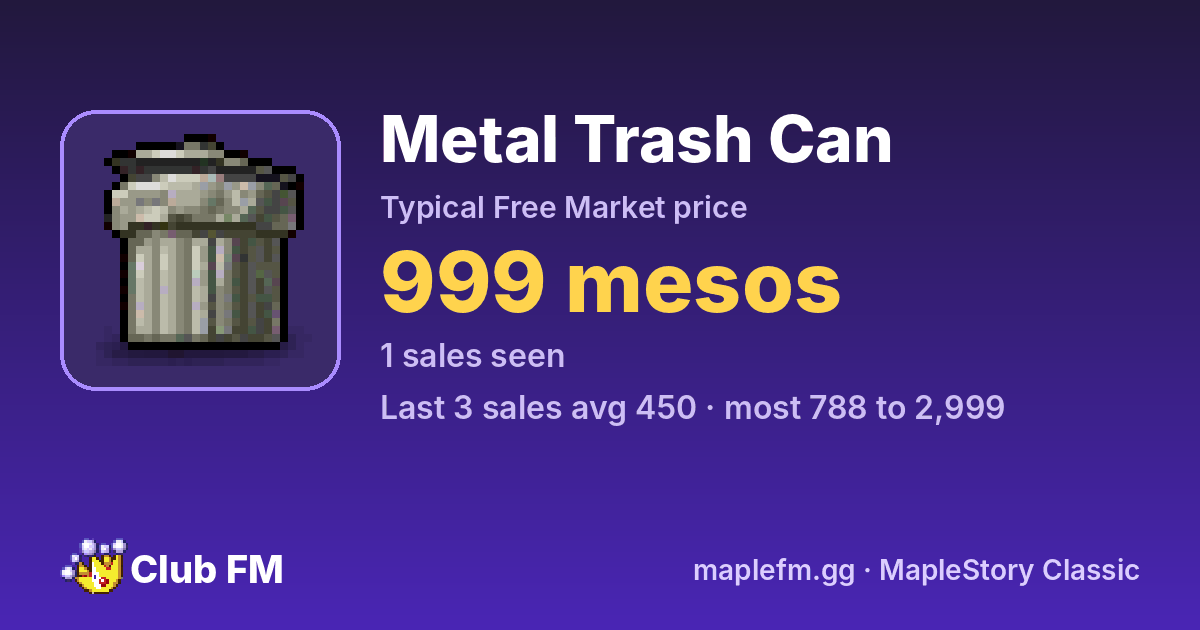 Metal Trash Can
Typical Free Market price
999 mesos
1 sales seen
Last 3 sales avg 450 · most 788 to 2,999
Club FM
maplefm.gg · MapleStory Classic